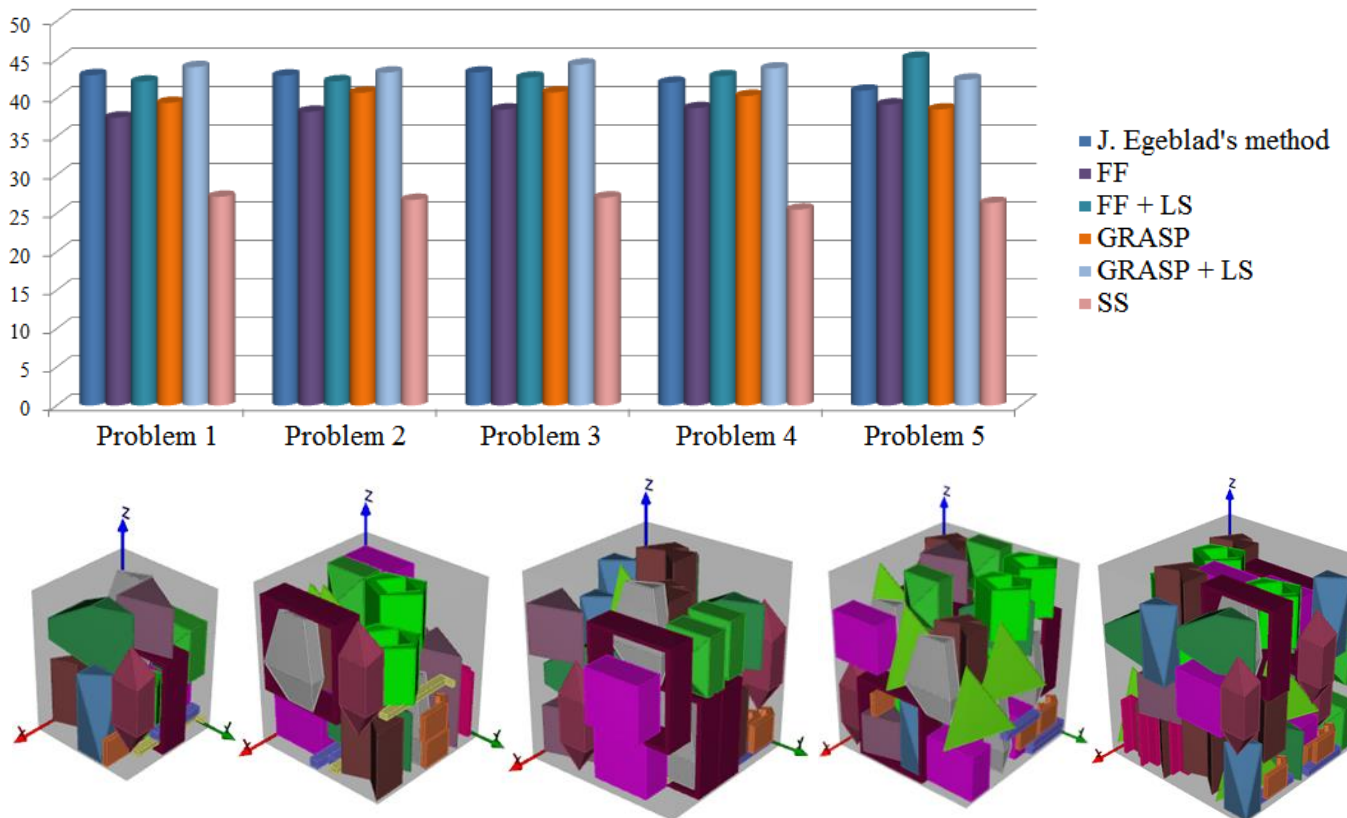 50
45
40
35
30
25
20
15
10
5
0
Problem 1 Problem 2 Problem 3 Problem 4 Problem 5
J. Egeblad's method
FF
FF + LS
GRASP
GRASP + LS
SS
Z Z Z Z Z
X Y X Y X Y X Y X Y